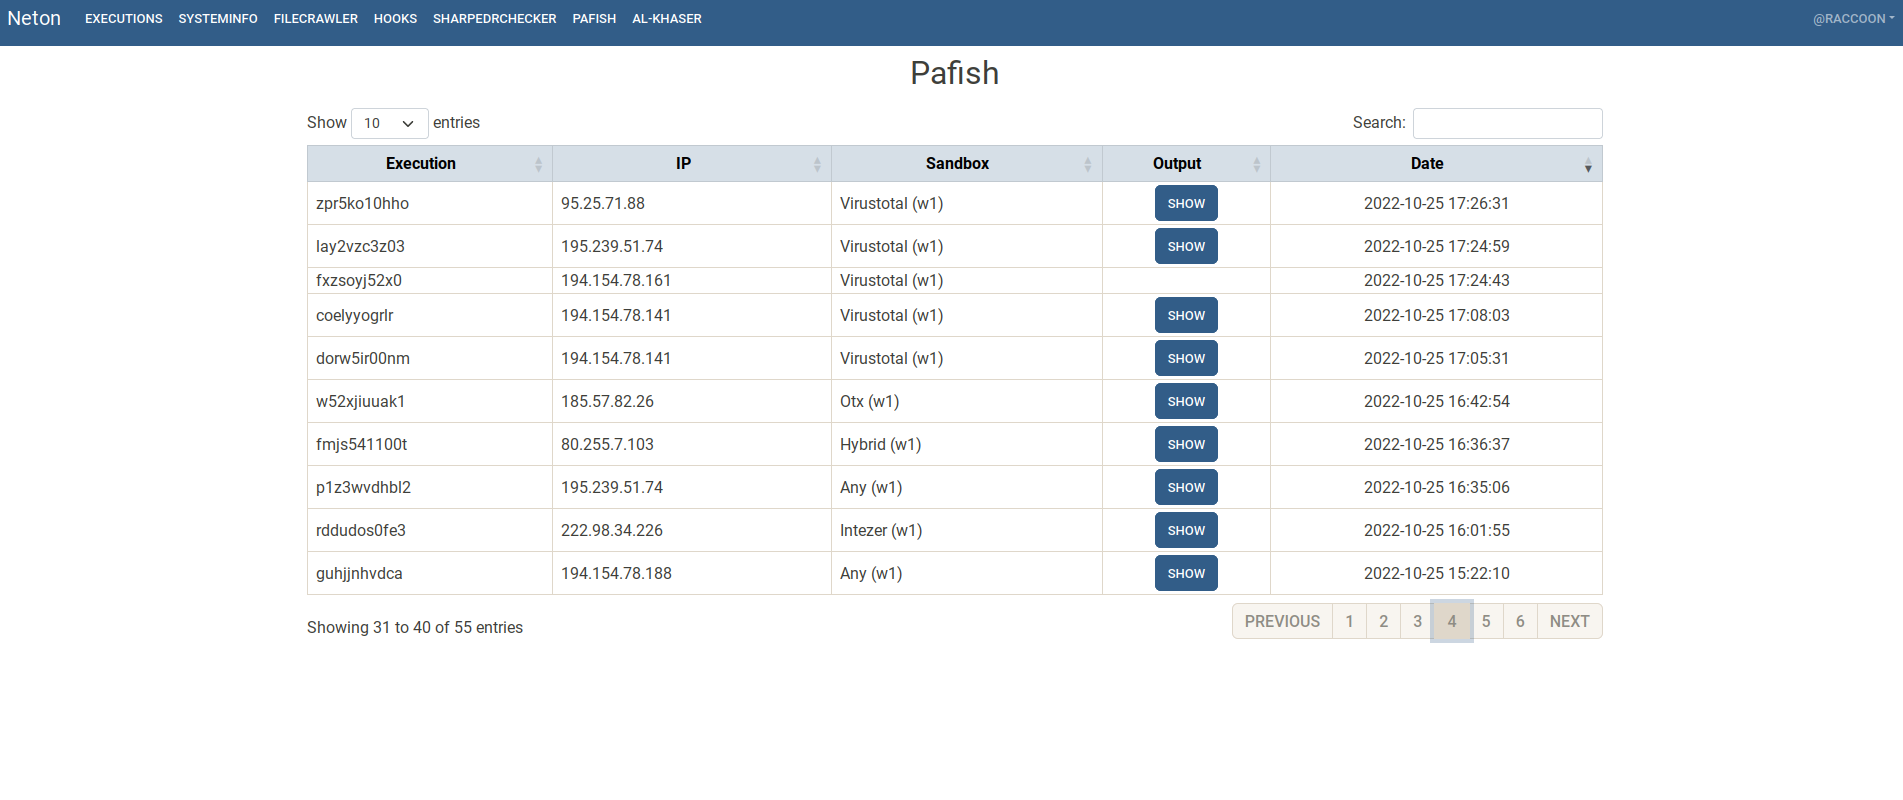 Neton EXECUTIONS SYSTEMINFO FILECRAWLER HOOKS SHARPEDRCHECKER PAFISH AL-KHASER @RACCOON
Pafish
Show 10 entries Search:
Execution IP Sandbox Output Date
zpr5ko10hho 95.25.71.88 Virustotal (w1) SHOW 2022-10-25 17:26:31
lay2vzc3z03 195.239.51.74 Virustotal (w1) SHOW 2022-10-25 17:24:59
fxzsoyj52x0 194.154.78.161 Virustotal (w1) 2022-10-25 17:24:43
coelyyogrlr 194.154.78.141 Virustotal (w1) SHOW 2022-10-25 17:08:03
dorw5ir00nm 194.154.78.141 Virustotal (w1) SHOW 2022-10-25 17:05:31
w52xjiuuak1 185.57.82.26 Otx (w1) SHOW 2022-10-25 16:42:54
fmjs541100t 80.255.7.103 Hybrid (w1) SHOW 2022-10-25 16:36:37
p1z3wvdhbl2 195.239.51.74 Any (w1) SHOW 2022-10-25 16:35:06
rddudos0fe3 222.98.34.226 Intezer (w1) SHOW 2022-10-25 16:01:55
guhjjnhvdca 194.154.78.188 Any (w1) SHOW 2022-10-25 15:22:10
Showing 31 to 40 of 55 entries PREVIOUS 1 2 3 4 5 6 NEXT